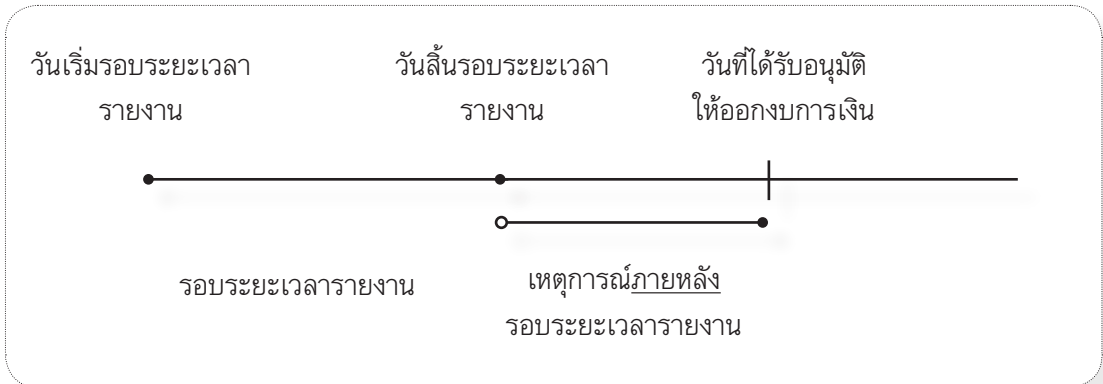 วันเริ่มรอบระยะเวลา
รายงาน
วันสิ้นรอบระยะเวลา
รายงาน
วันที่ได้รับอนุมัติ
ให้ออกงบการเงิน
รอบระยะเวลารายงาน
เหตุการณ์ภายหลัง
รอบระยะเวลารายงาน